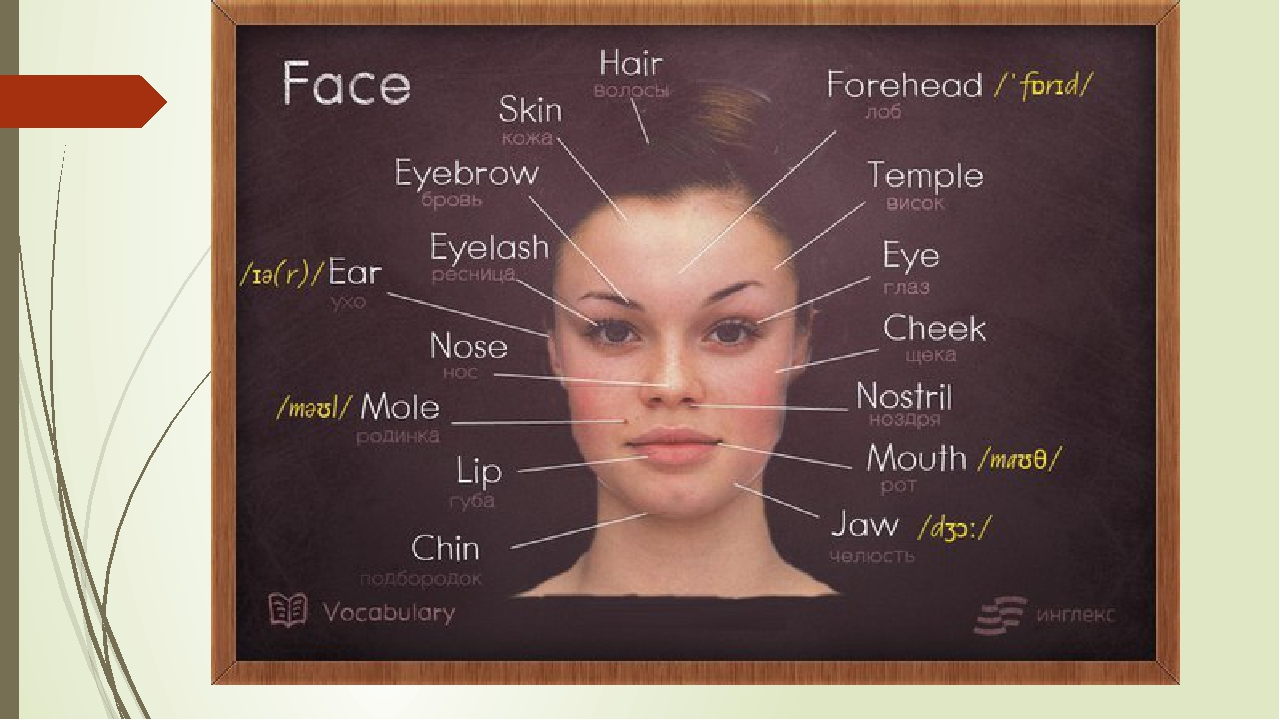 Face
Hair
волосы
Skin
кожа
Eyebrow
бровь
Eyelash
ресница
/ɪə(r)/ Ear
ухо
Nose
нос
/məʊl/ Mole
родинка
Lip
губа
Chin
подбородок
Forehead /ˈfɒrɪd/
лоб
Temple
висок
Eye
глаз
Cheek
щека
Nostril
ноздря
Mouth /maʊθ/
рот
Jaw /dʒɔː/
челюсть
Vocabulary
инглекс